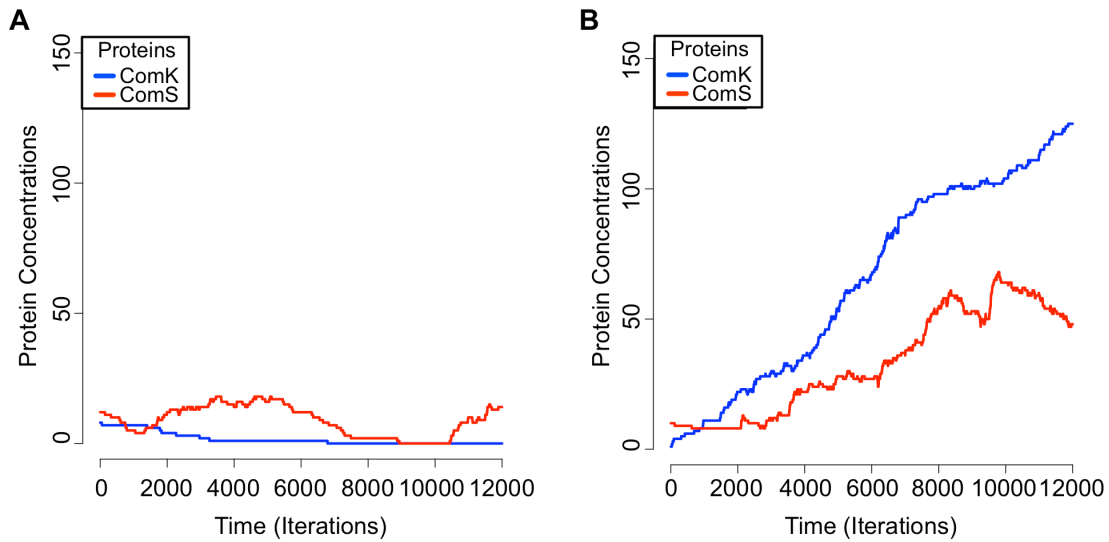 A
Proteins
ComK
ComS
Protein Concentrations
150
100
50
0
0 2000 4000 6000 8000 10000 12000
Time (Iterations)
B
Proteins
ComK
ComS
Protein Concentrations
150
100
50
0
0 2000 4000 6000 8000 10000 12000
Time (Iterations)